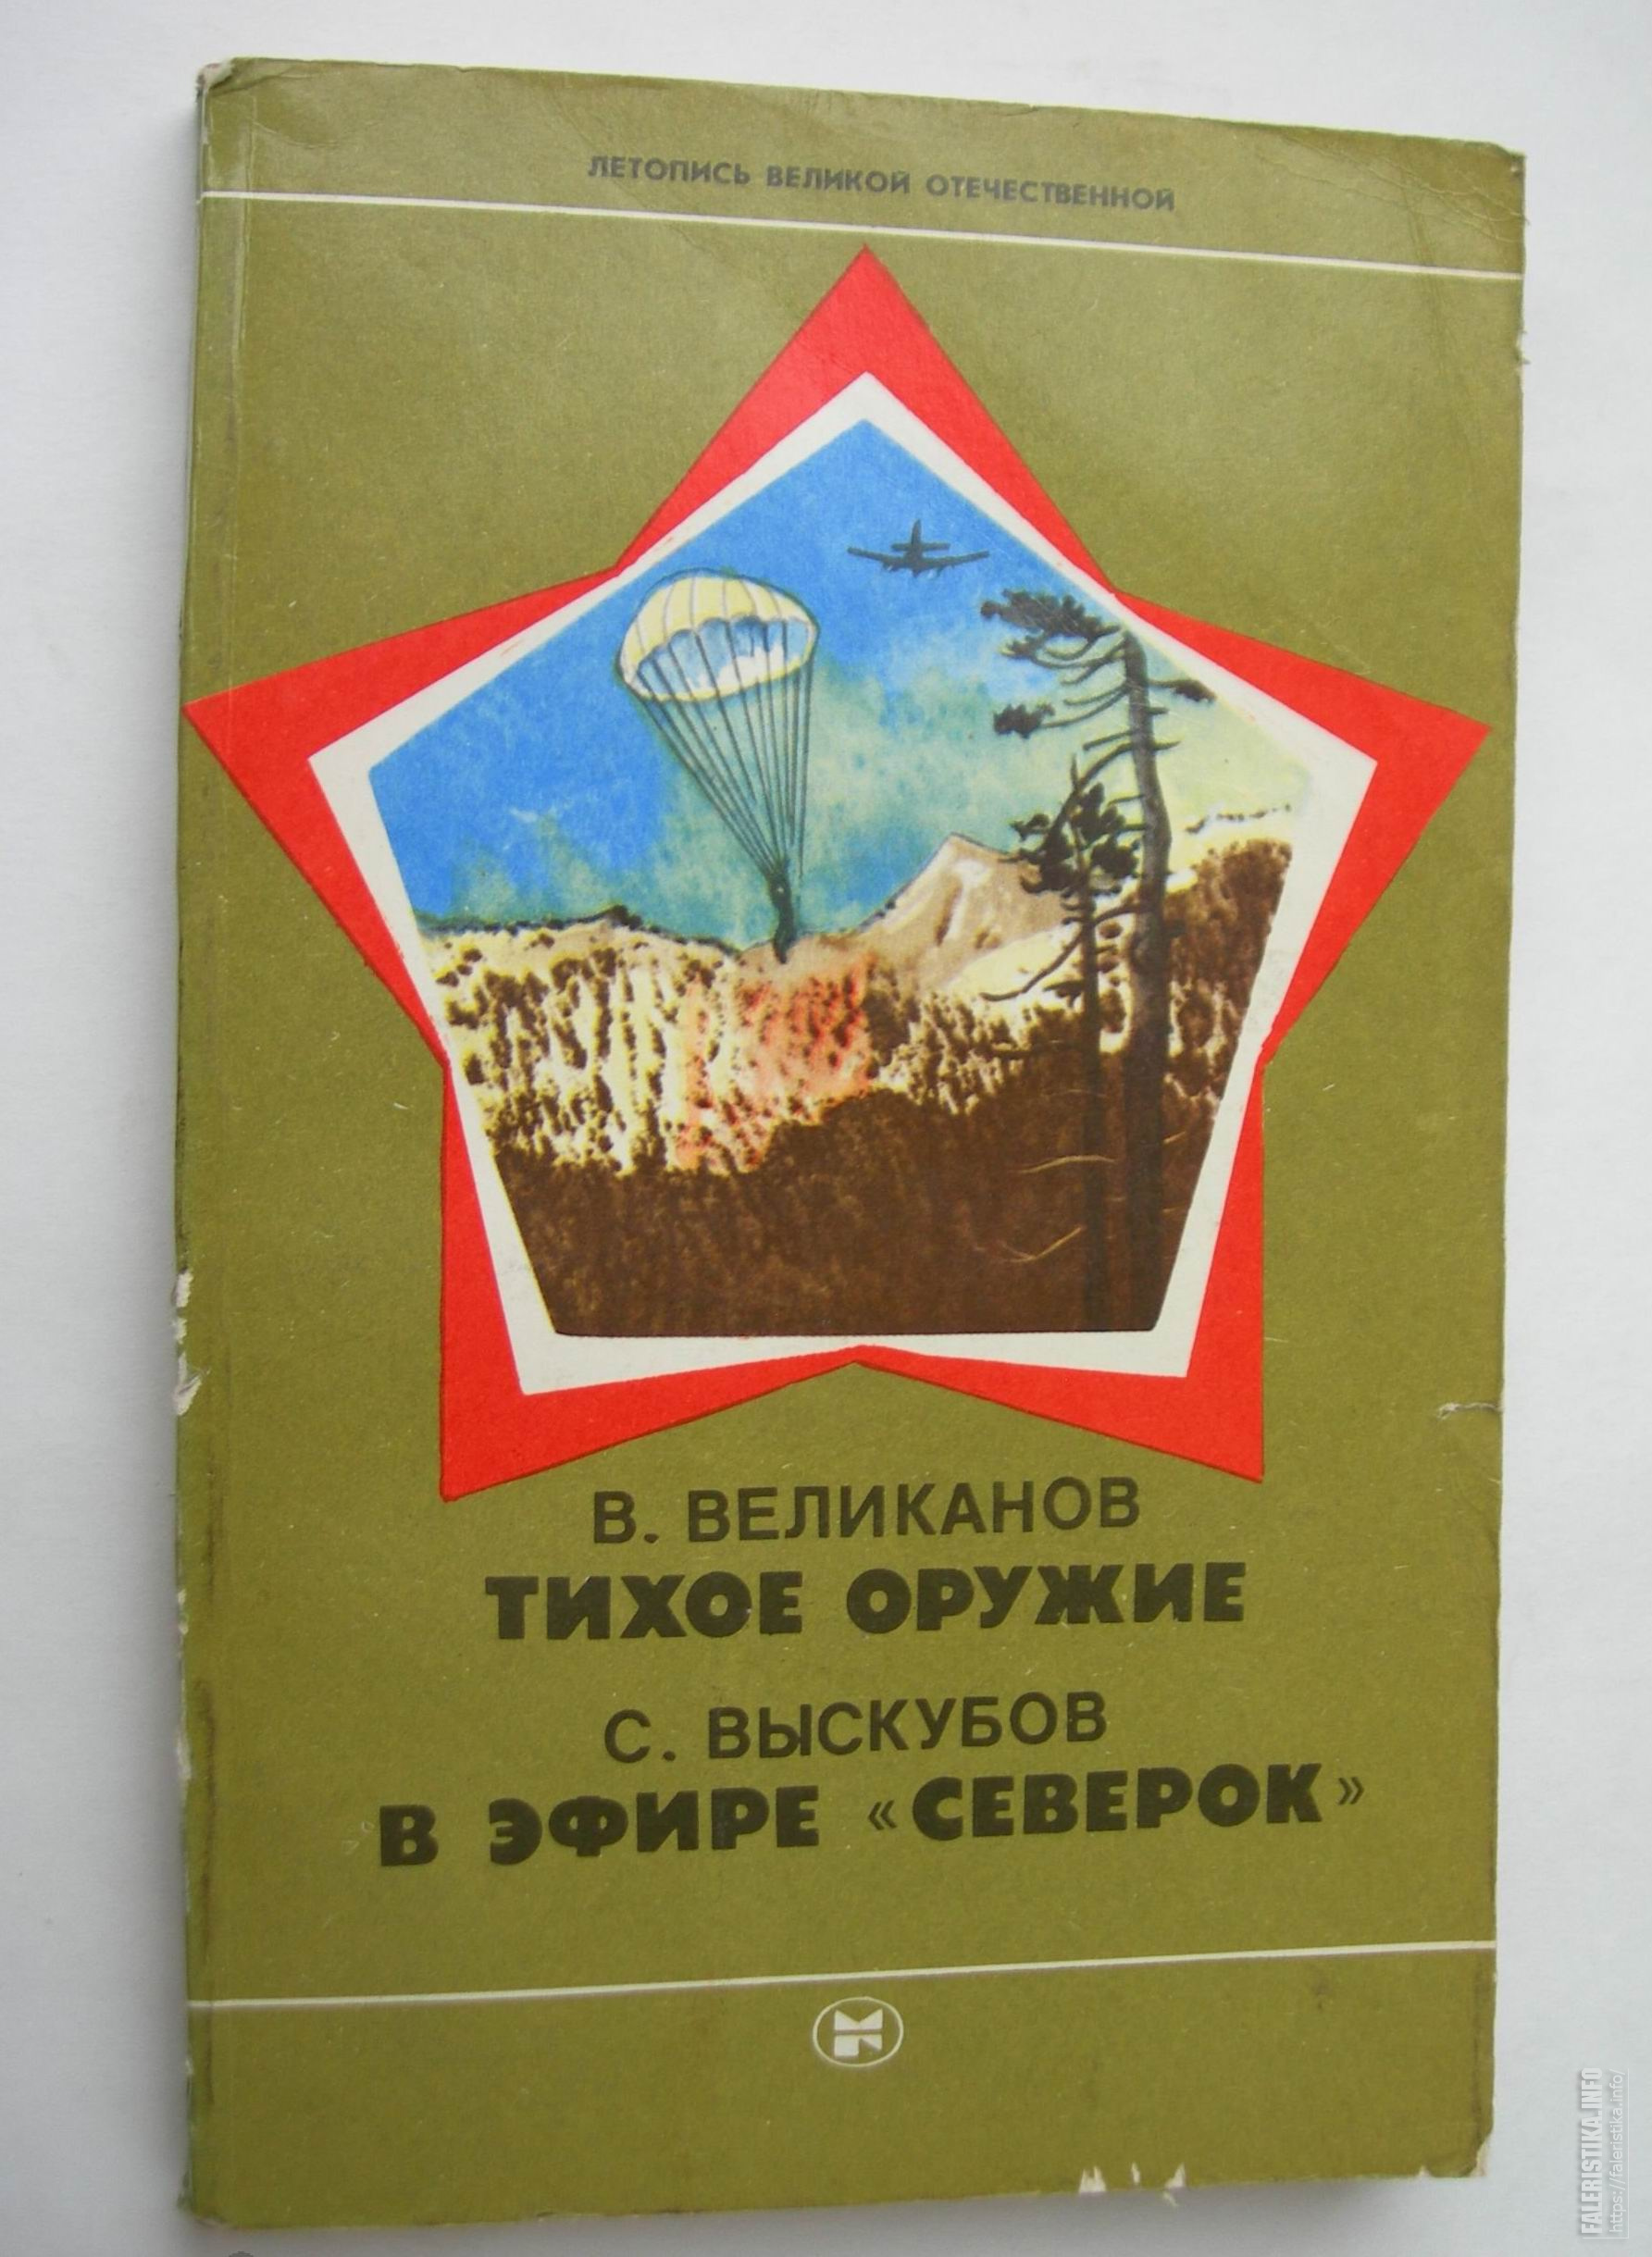 ЛЕТОПИСЬ ВЕЛИКОЙ ОТЕЧЕСТВЕННОЙ
В. ВЕЛИКАНОВ
ТИХОЕ ОРУЖИЕ
С. ВЫСКУБОВ
В ЭФИРЕ «СЕВЕРОК»
FALERISTIKA.INFO
https://faleristika.info/